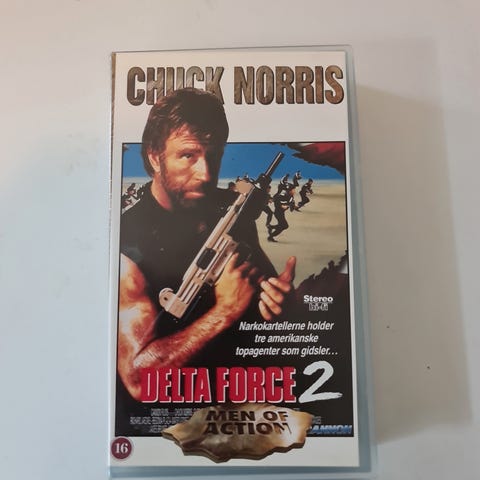 CHUCK NORRIS
Stereo
hi-fi
Narkokartellerne holder
tre amerikanske
topagenter som gidsler...
DELTA FORCE 2
MEN OF
ACTION
CANNON
16